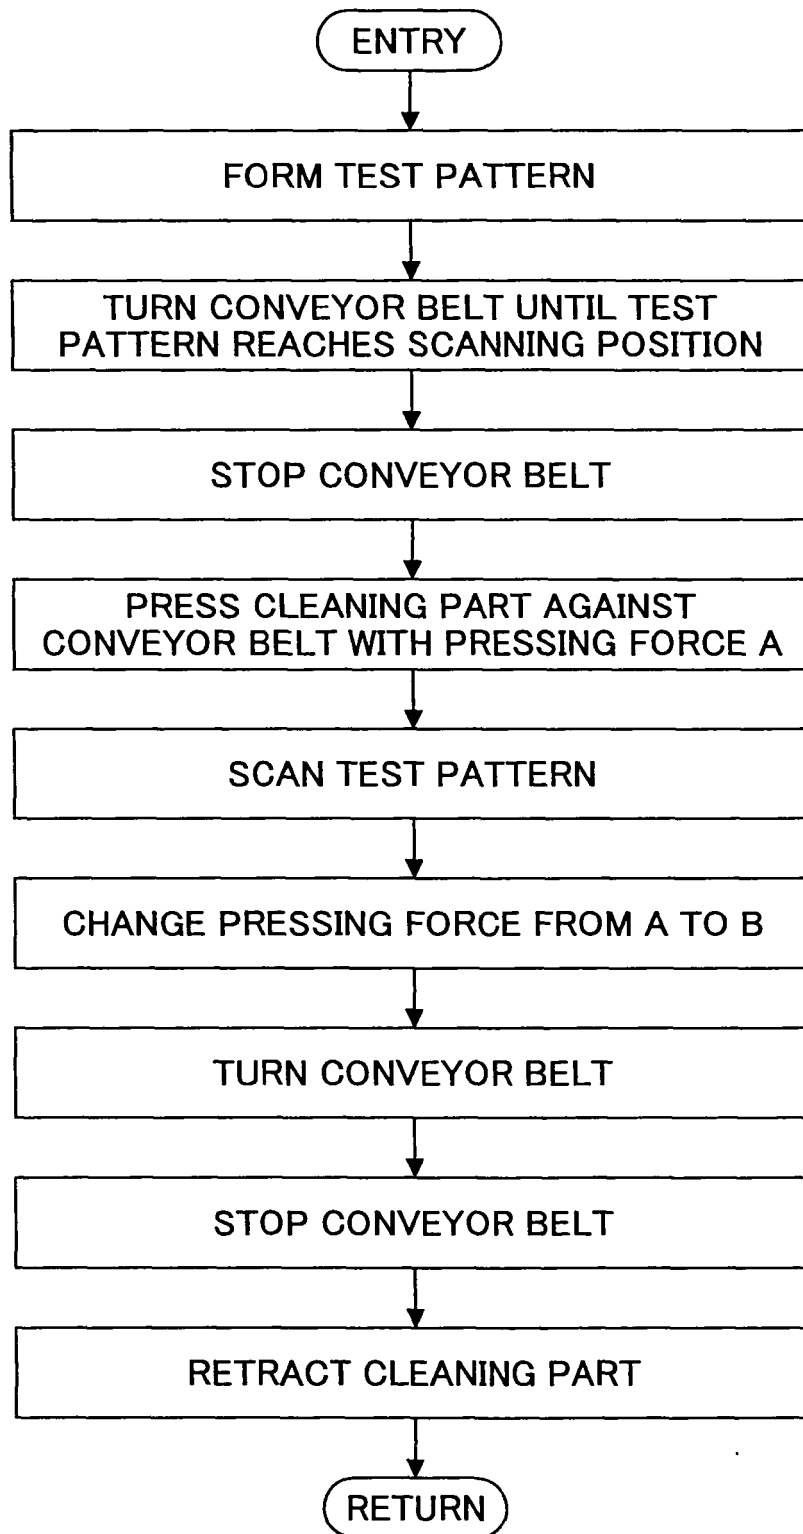 ENTRY
FORM TEST PATTERN
TURN CONVEYOR BELT UNTIL TEST
PATTERN REACHES SCANNING POSITION
STOP CONVEYOR BELT
PRESS CLEANING PART AGAINST
CONVEYOR BELT WITH PRESSING FORCE A
SCAN TEST PATTERN
CHANGE PRESSING FORCE FROM A TO B
TURN CONVEYOR BELT
STOP CONVEYOR BELT
RETRACT CLEANING PART
RETURN